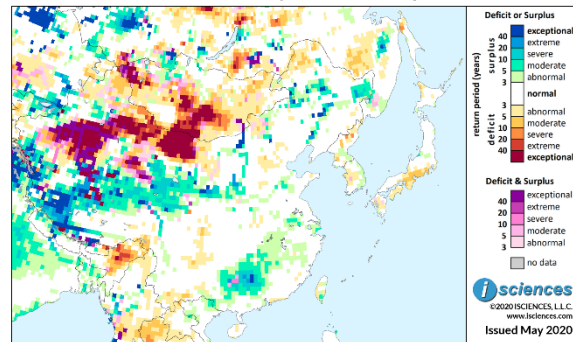 Deficit or Surplus
return period (years)
surplus
deficit
exceptional
40
extreme
20
severe
10
moderate
5
abnormal
3
normal
3
abnormal
5
moderate
10
severe
20
extreme
40
exceptional
Deficit & Surplus
exceptional
40
extreme
20
severe
10
moderate
5
abnormal
3
no data
isciences
©2020 ISCIENCES, L.L.C.
www.isciences.com
Issued May 2020